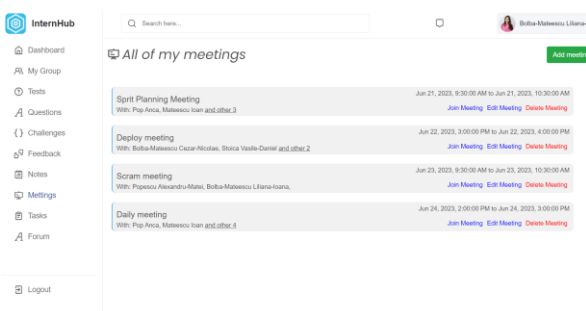 InternHub
Search here...
Bolba-Mateescu Liliana-
Dashboard
My Group
Tests
Questions
Challenges
Feedback
Notes
Mettings
Tasks
Forum
Logout
All of my meetings
Add meetin
Sprit Planning Meeting
With: Pop Anca, Mateescu Ioan and other 3
Jun 21, 2023, 9:30:00 AM to Jun 21, 2023, 10:30:00 AM
Join Meeting Edit Meeting Delete Meeting
Deploy meeting
With: Bolba-Mateescu Cezar-Nicolae, Stoica Vasile-Daniel and other 2
Jun 22, 2023, 3:00:00 PM to Jun 22, 2023, 4:00:00 PM
Join Meeting Edit Meeting Delete Meeting
Scram meeting
With: Popescu Alexandru-Matei, Bolba-Mateescu Liliana-Ioana,
Jun 23, 2023, 9:30:00 AM to Jun 23, 2023, 10:30:00 AM
Join Meeting Edit Meeting Delete Meeting
Daily meeting
With: Pop Anca, Mateescu Ioan and other 4
Jun 24, 2023, 2:00:00 PM to Jun 24, 2023, 3:00:00 PM
Join Meeting Edit Meeting Delete Meeting